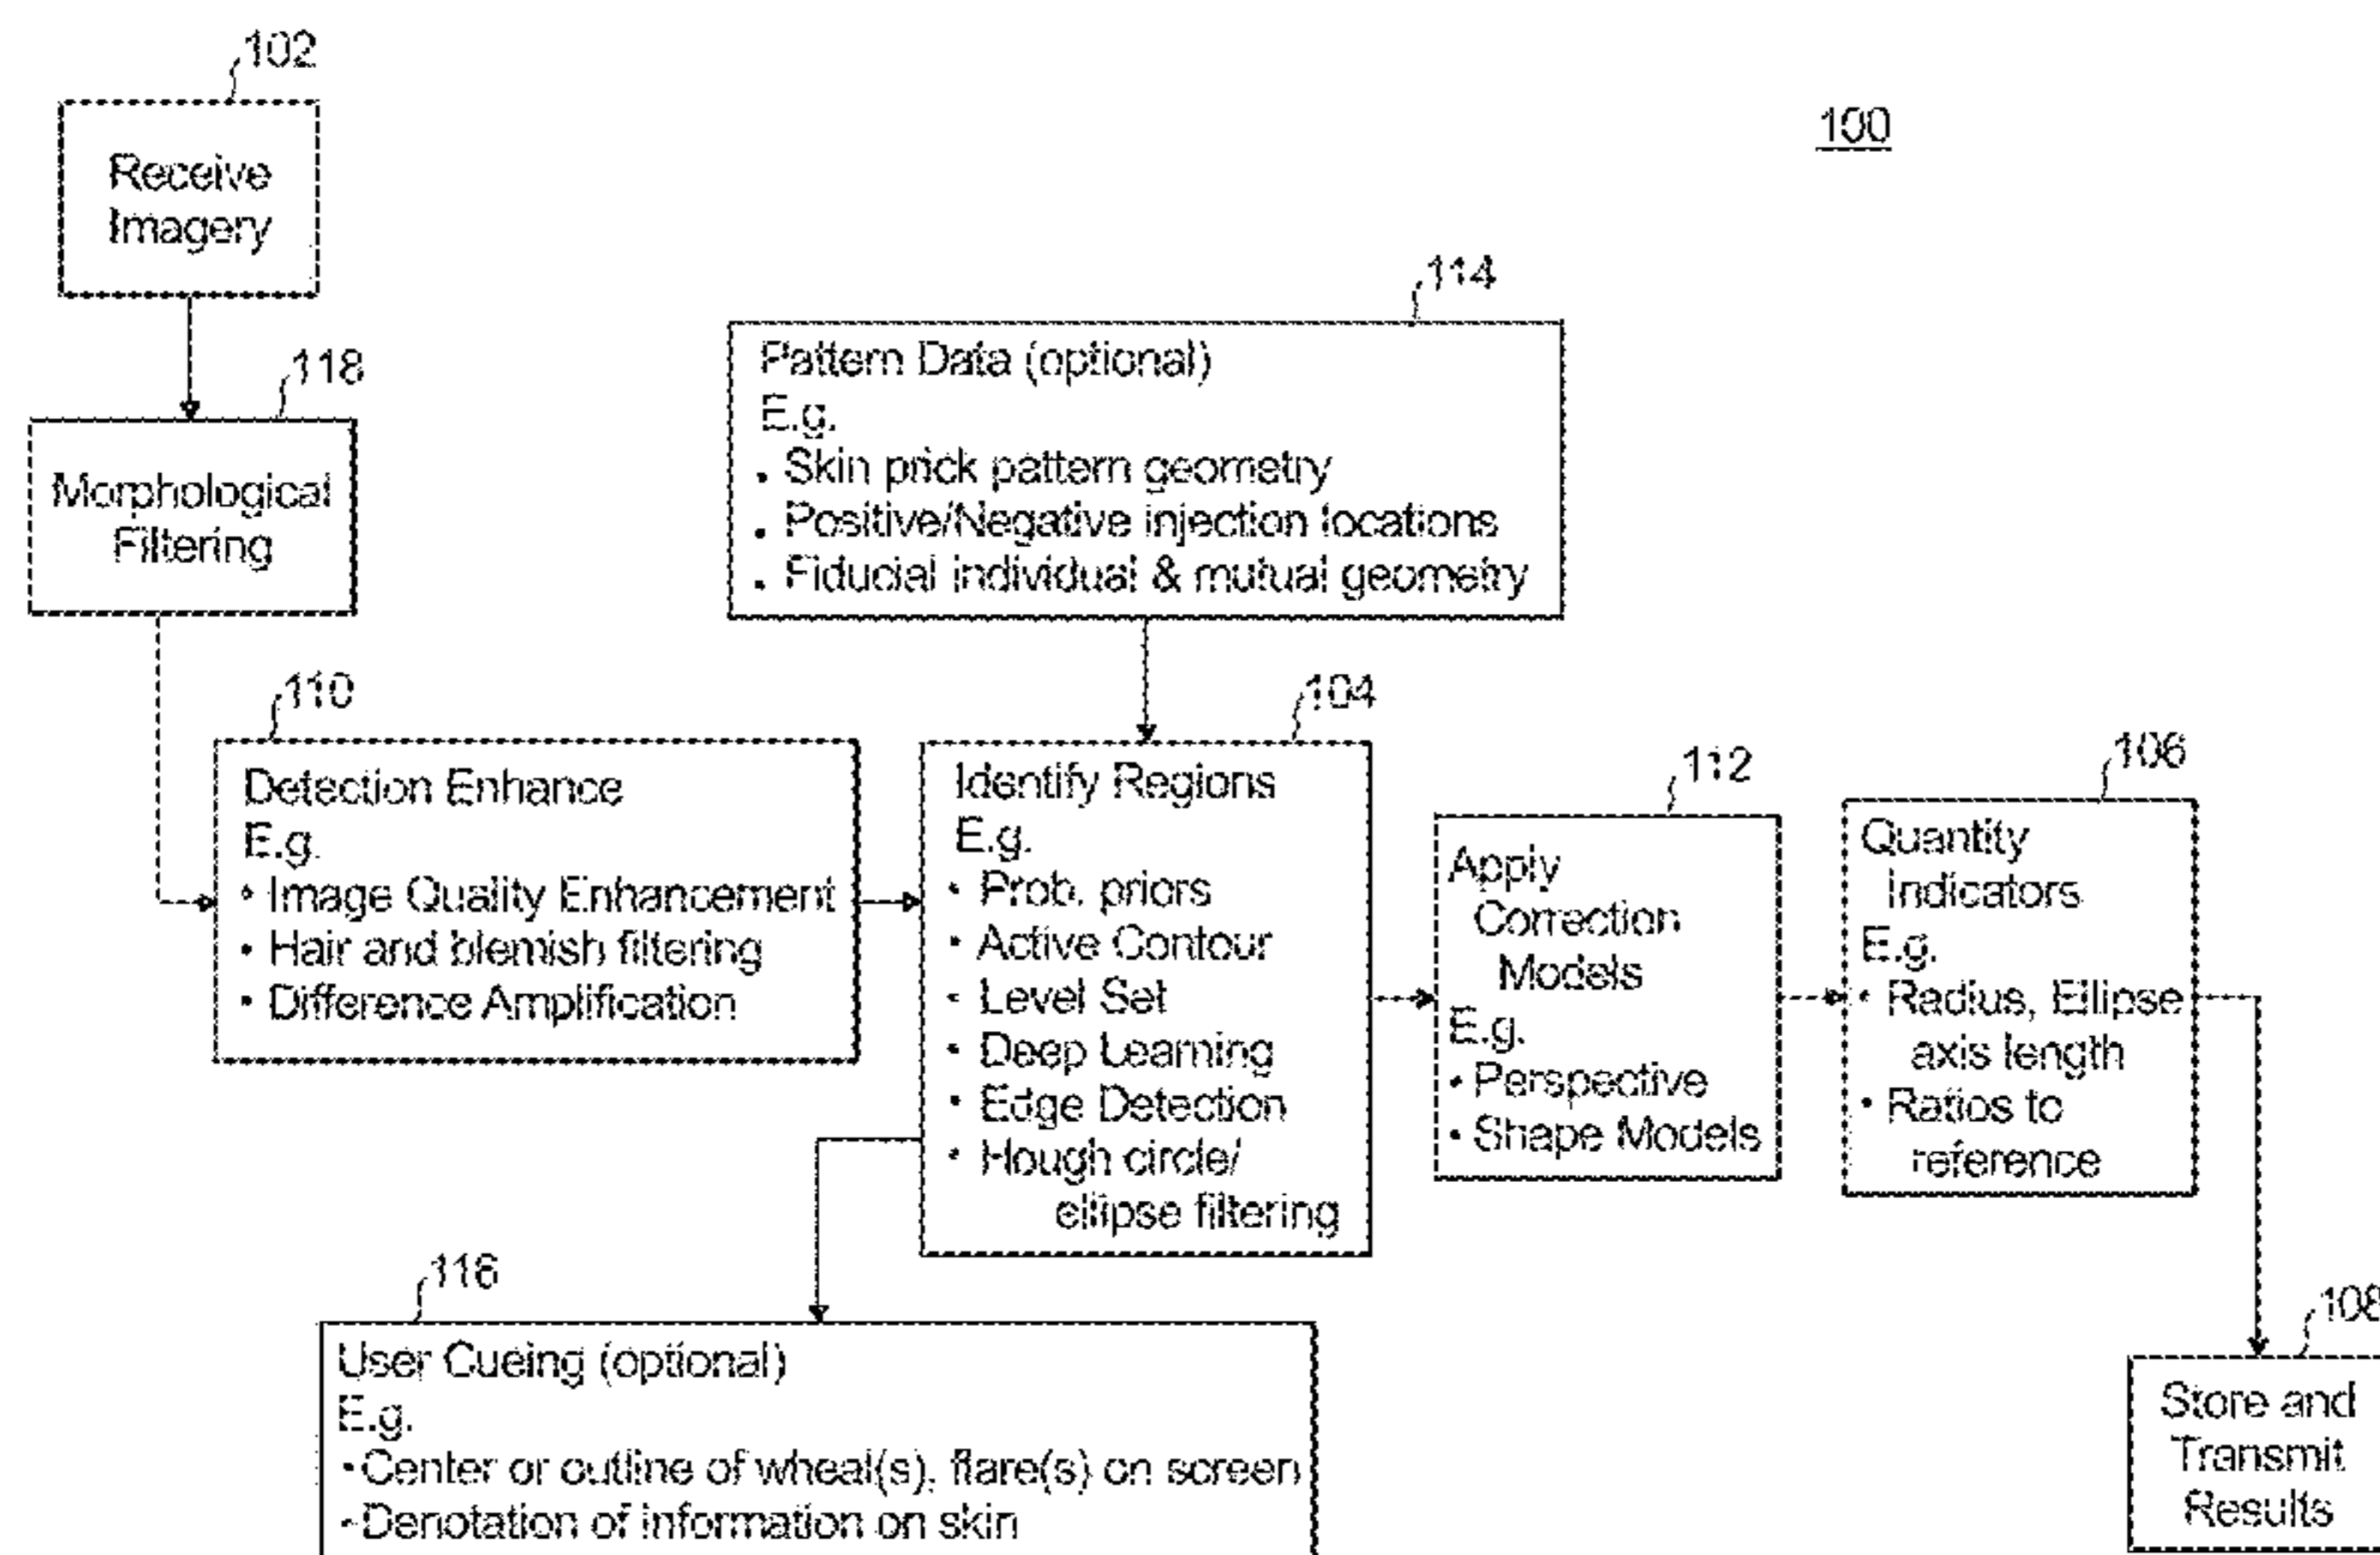 102
Receive
Imagery
100
114
118
Pattern Data (optional)
E.g.
. Skin prick pattern geometry
. Positive/Negative injection locations
. Fiducial individual & mutual geometry
Morphological
Filtering
110
Detection Enhance
E.g.
• Image Quality Enhancement
• Hair and blemish filtering
• Difference Amplification
104
Identify Regions
E.g.
• Prob. priors
• Active Contour
• Level Set
• Deep Learning
• Edge Detection
• Hough circle/
ellipse filtering
112
Apply
Correction
Models
E.g.
• Perspective
• Shape Models
106
Quantity
Indicators
E.g.
• Radius, Ellipse
axis length
• Ratios to
reference
116
User Cueing (optional)
E.g.
• Center or outline of wheal(s), flare(s) on screen
- Denotation of information on skin
108
Store and
Transmit
Results